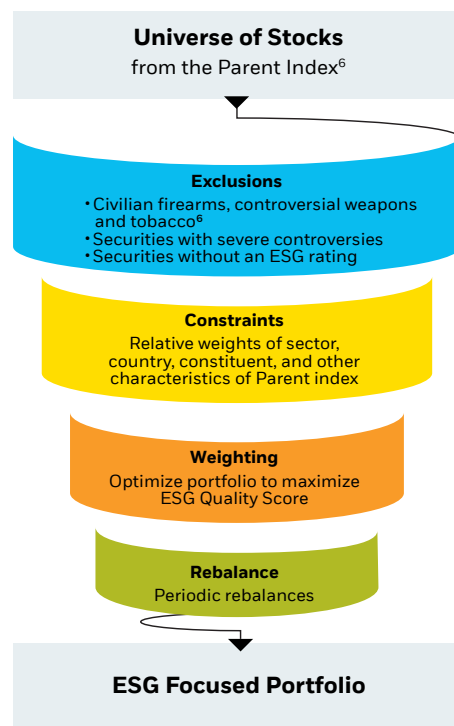 Universe of Stocks
from the Parent Index⁶
Exclusions
• Civilian firearms, controversial weapons
and tobacco⁶
• Securities with severe controversies
• Securities without an ESG rating
Constraints
Relative weights of sector,
country, constituent, and other
characteristics of Parent index
Weighting
Optimize portfolio to maximize
ESG Quality Score
Rebalance
Periodic rebalances
ESG Focused Portfolio